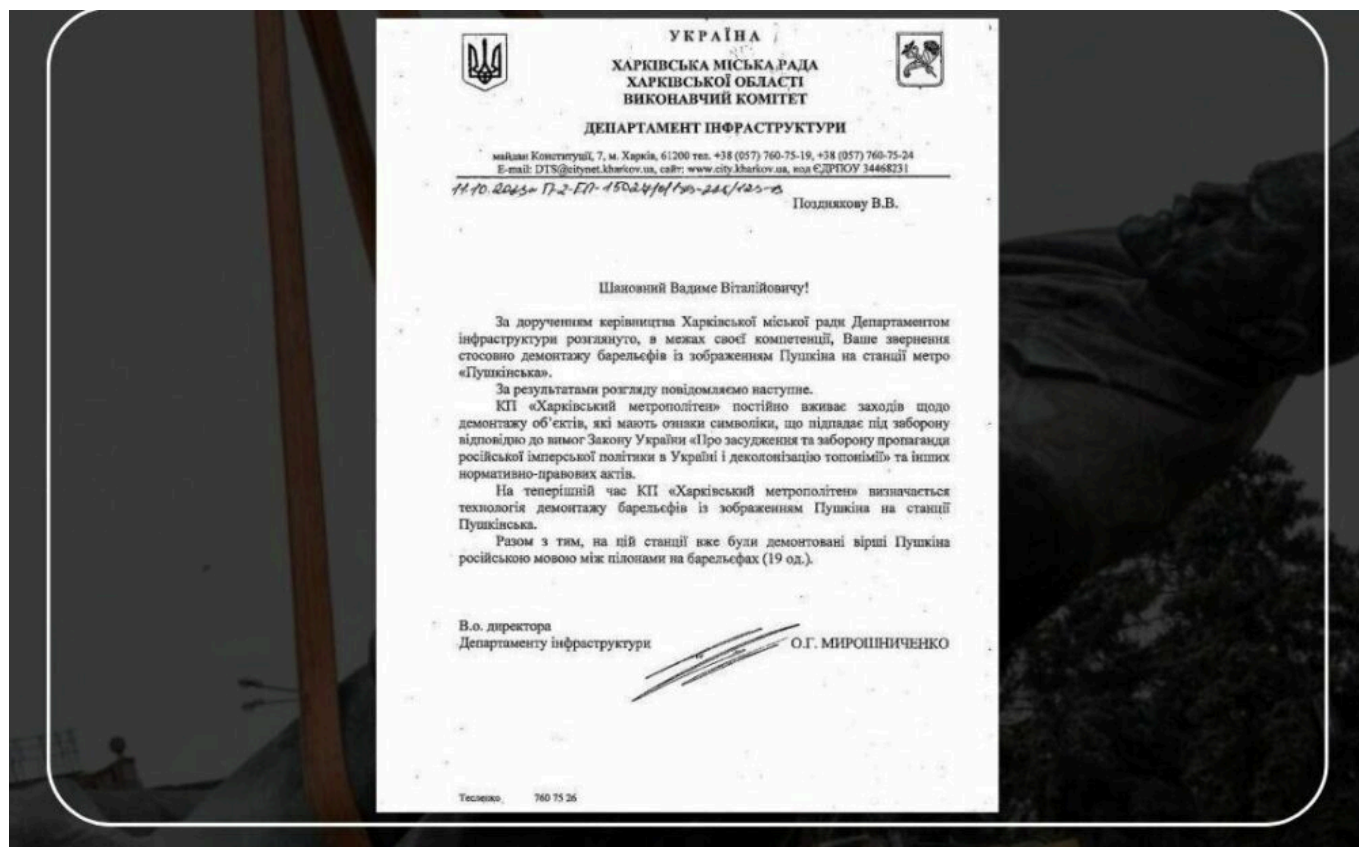 УКРАЇНА
ХАРКІВСЬКА МІСЬКА РАДА
ХАРКІВСЬКОЇ ОБЛАСТІ
ВИКОНАВЧИЙ КОМІТЕТ
ДЕПАРТАМЕНТ ІНФРАСТРУКТУРИ
майдан Конституції, 7, м. Харків, 61200 тел. +38 (057) 760-75-19, +38 (057) 760-75-24
E-mail: DTS@citynet.kharkov.ua, сайт: www.city.kharkov.ua, код ЄДРПОУ 34468231
11.10.2023
Позднякову В.В.
Шановний Вадиме Віталійовичу!
За дорученням керівництва Харківської міської ради Департаментом
інфраструктури розглянуто, в межах своєї компетенції, Ваше звернення
стосовно демонтажу барельєфів із зображенням Пушкіна на станції метро
«Пушкінська».
За результатами розгляду повідомляємо наступне.
КП «Харківський метрополітен» постійно вживає заходів щодо
демонтажу об'єктів, які мають ознаки символіки, що підпадає під заборону
відповідно до вимог Закону України «Про засудження та заборону пропаганди
російської імперської політики в Україні і деколонізацію топонімії» та інших
нормативно-правових актів.
На теперішній час КП «Харківський метрополітен» визначається
технологія демонтажу барельєфів із зображенням Пушкіна на станції
Пушкінська.
Разом з тим, на цій станції вже були демонтовані вірші Пушкіна
російською мовою між пілонами на барельєфах (19 од.).
В.о. директора
Департаменту інфраструктури О.Г. МИРОШНИЧЕНКО
Тесленко 760 75 26